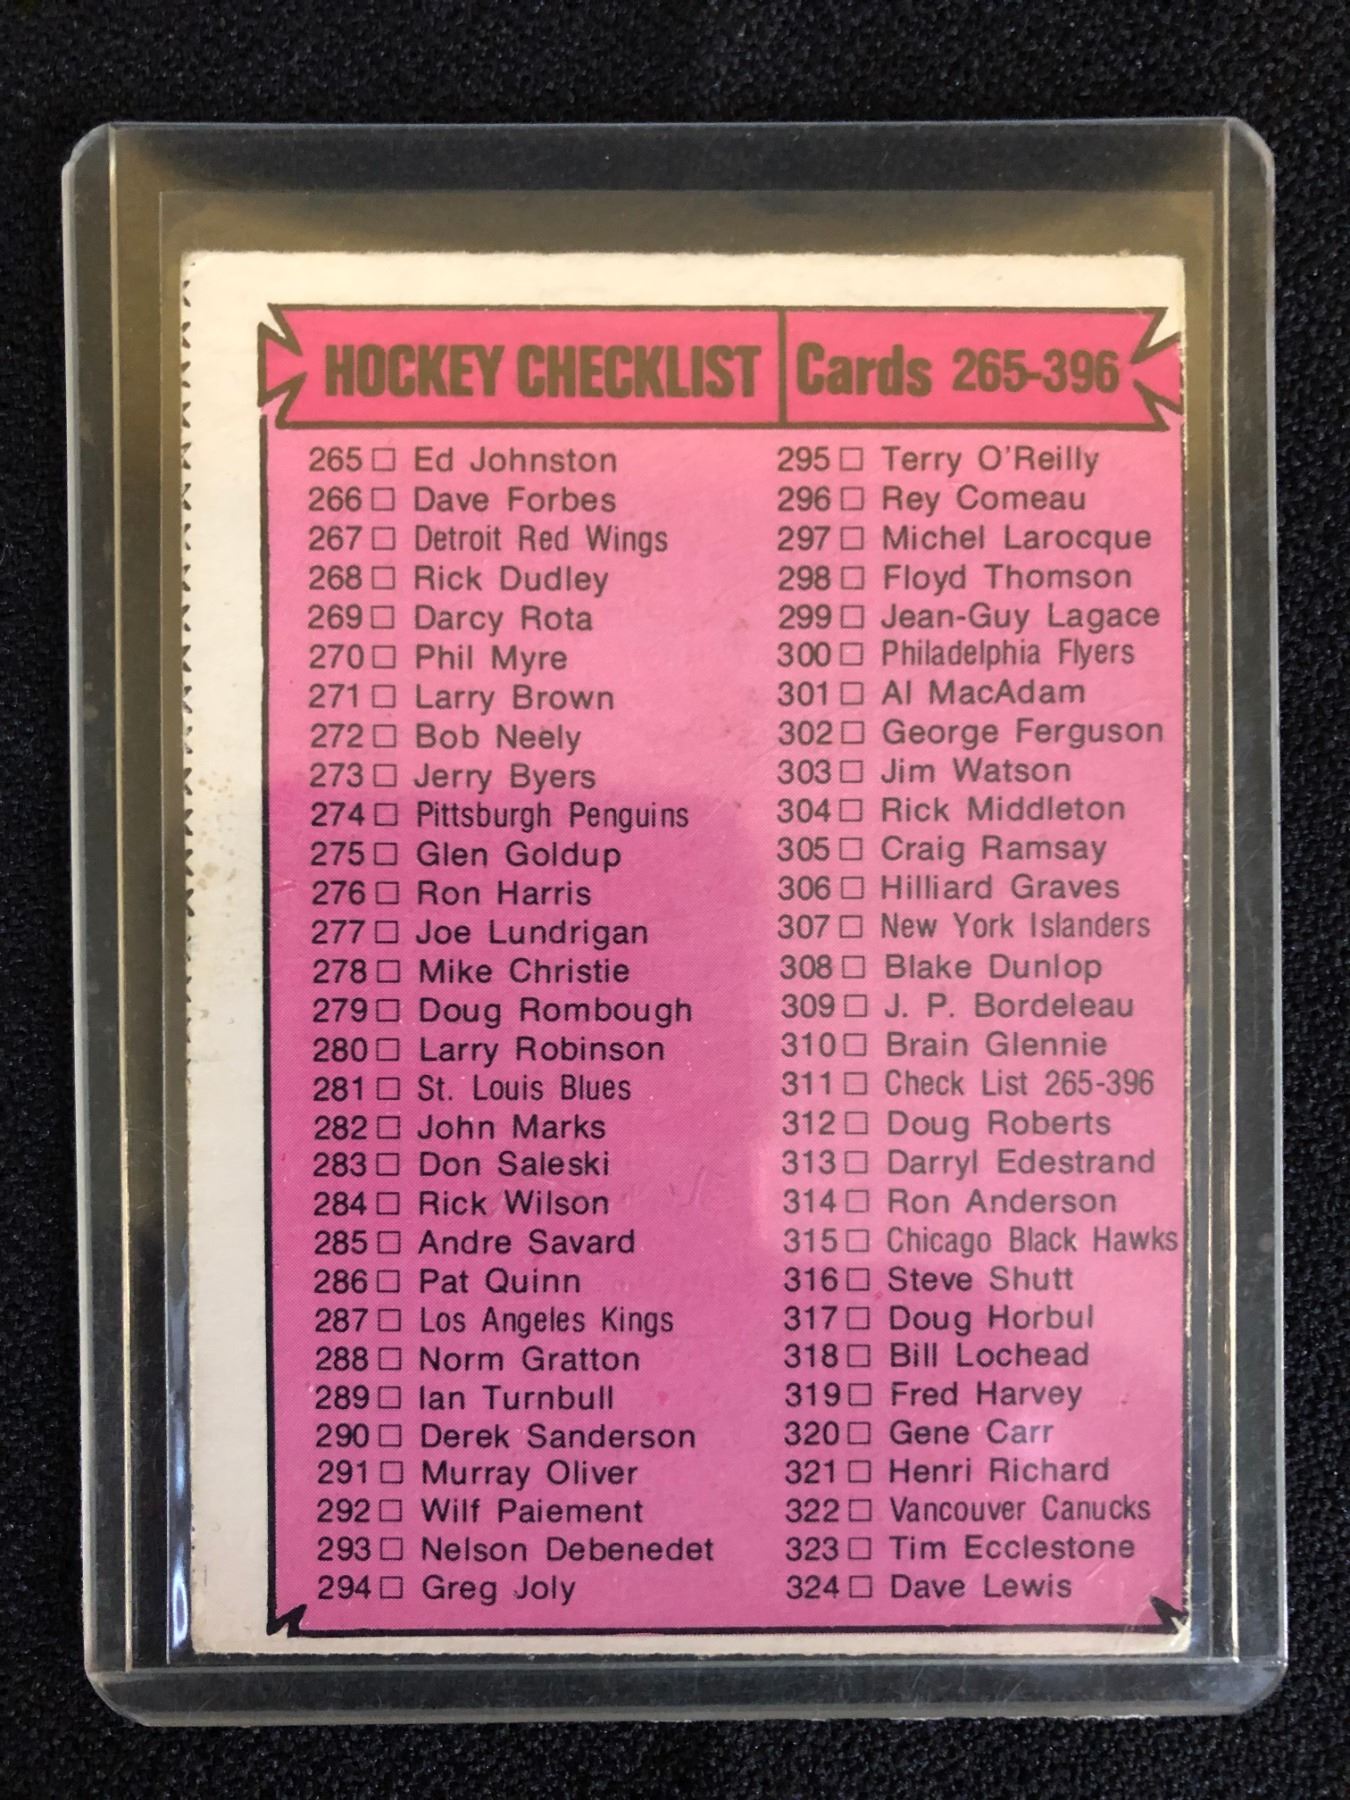 HOCKEY CHECKLIST Cards 265-396
265 □ Ed Johnston
266 □ Dave Forbes
267 □ Detroit Red Wings
268 □ Rick Dudley
269 □ Darcy Rota
270 □ Phil Myre
271 □ Larry Brown
272 □ Bob Neely
273 □ Jerry Byers
274 □ Pittsburgh Penguins
275 □ Glen Goldup
276 □ Ron Harris
277 □ Joe Lundrigan
278 □ Mike Christie
279 □ Doug Rombough
280 □ Larry Robinson
281 □ St. Louis Blues
282 □ John Marks
283 □ Don Saleski
284 □ Rick Wilson
285 □ Andre Savard
286 □ Pat Quinn
287 □ Los Angeles Kings
288 □ Norm Gratton
289 □ Ian Turnbull
290 □ Derek Sanderson
291 □ Murray Oliver
292 □ Wilf Paiement
293 □ Nelson Debenedet
294 □ Greg Joly
295 □ Terry O'Reilly
296 □ Rey Comeau
297 □ Michel Larocque
298 □ Floyd Thomson
299 □ Jean-Guy Lagace
300 □ Philadelphia Flyers
301 □ Al MacAdam
302 □ George Ferguson
303 □ Jim Watson
304 □ Rick Middleton
305 □ Craig Ramsay
306 □ Hilliard Graves
307 □ New York Islanders
308 □ Blake Dunlop
309 □ J. P. Bordeleau
310 □ Brain Glennie
311 □ Check List 265-396
312 □ Doug Roberts
313 □ Darryl Edestrand
314 □ Ron Anderson
315 □ Chicago Black Hawks
316 □ Steve Shutt
317 □ Doug Horbul
318 □ Bill Lochead
319 □ Fred Harvey
320 □ Gene Carr
321 □ Henri Richard
322 □ Vancouver Canucks
323 □ Tim Ecclestone
324 □ Dave Lewis